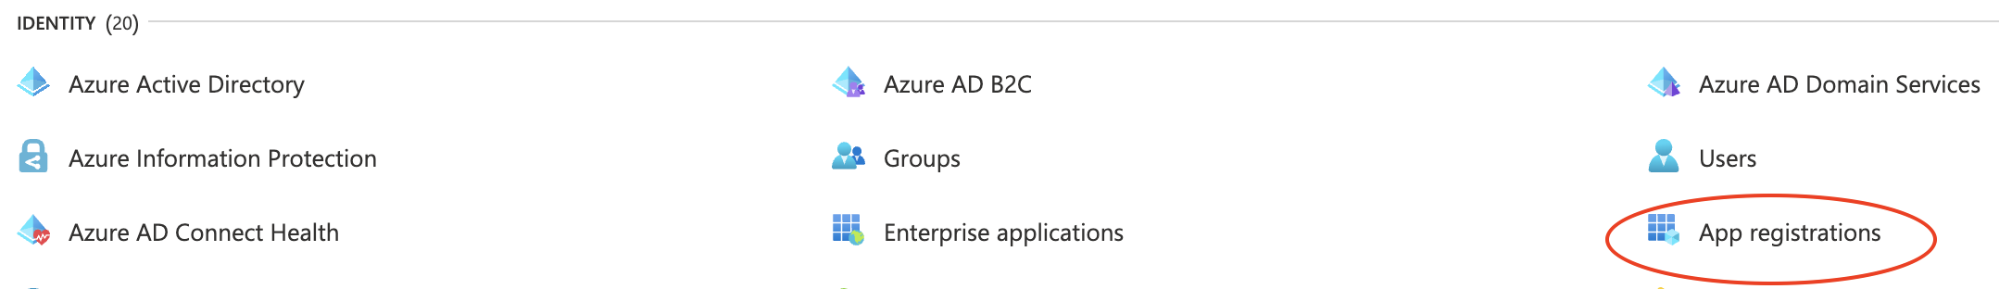 IDENTITY (20)
Azure Active Directory
Azure AD B2C
Azure AD Domain Services
Azure Information Protection
Groups
Users
Azure AD Connect Health
Enterprise applications
App registrations